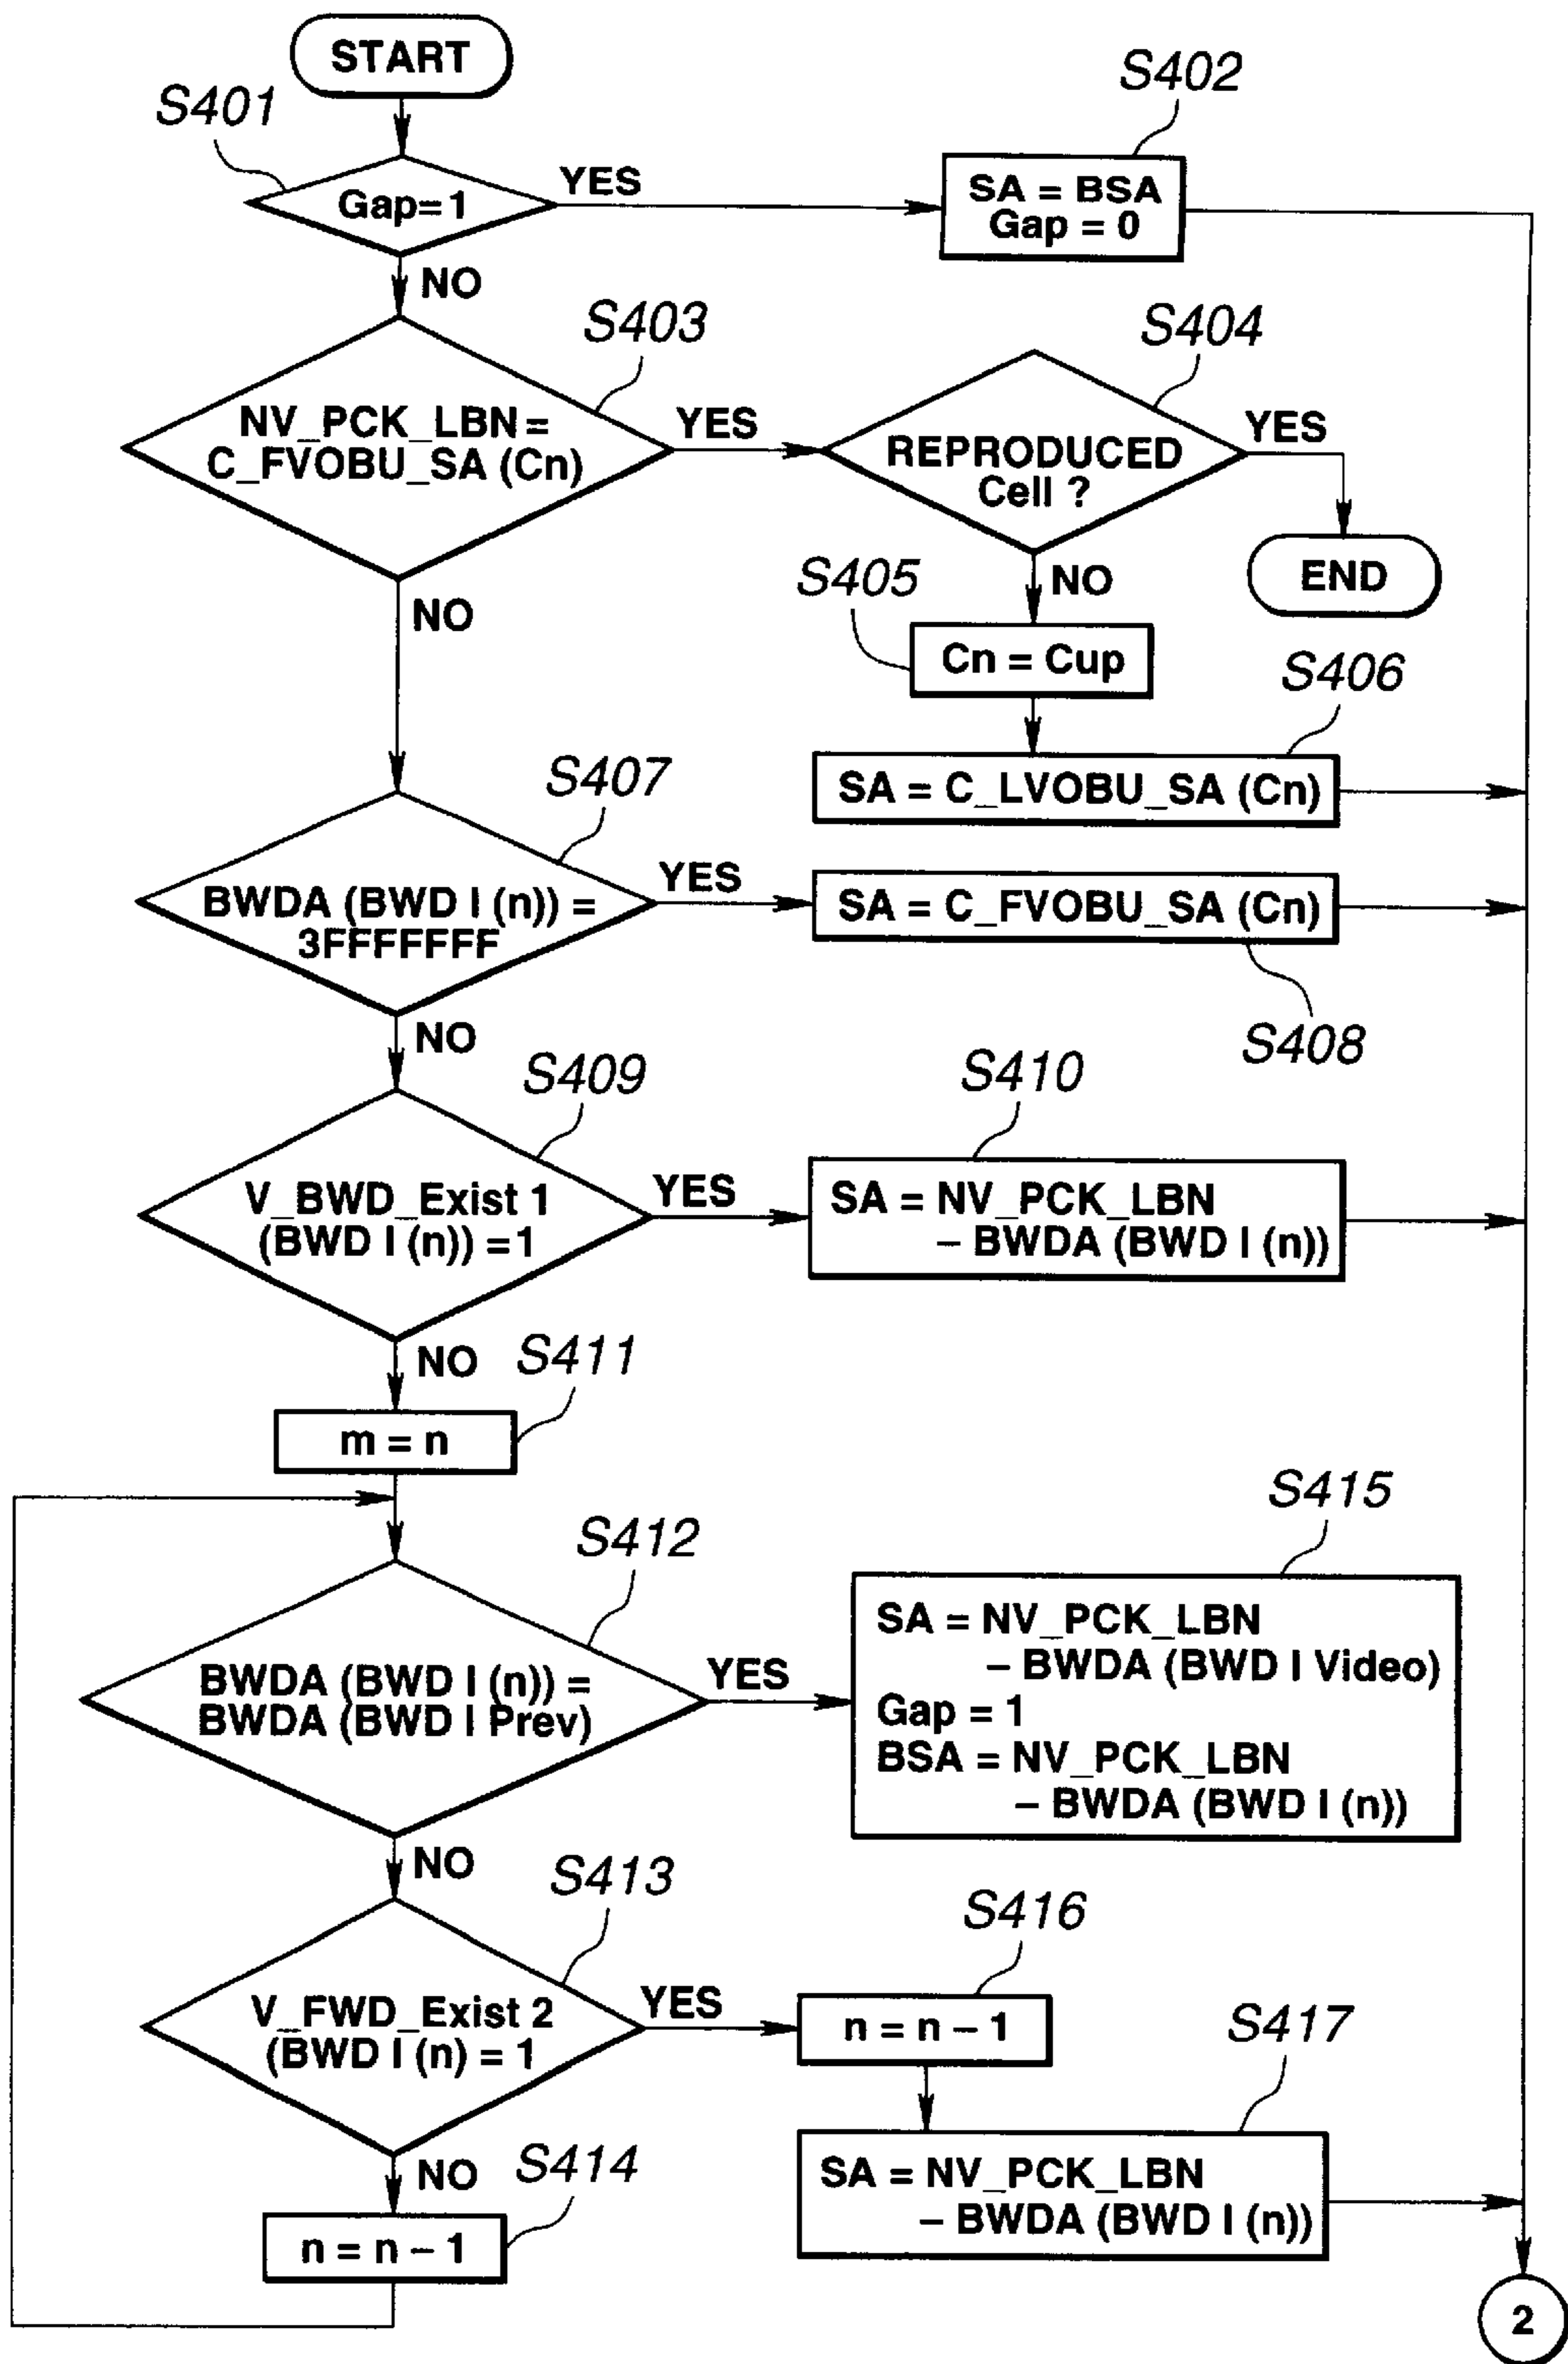 START
S401
S402
Gap=1
YES
SA = BSA
Gap = 0
NO
S403
S404
NV_PCK_LBN =
C_FVOBU_SA (Cn)
YES
REPRODUCED
Cell ?
YES
END
NO
NO
S405
Cn = Cup
S406
SA = C_LVOBU_SA (Cn)
S407
BWDA (BWD I (n)) =
3FFFFFFF
YES
SA = C_FVOBU_SA (Cn)
S408
NO
S409
S410
V_BWD_Exist 1
(BWD I (n)) =1
YES
SA = NV_PCK_LBN
– BWDA (BWD I (n))
NO
S411
m = n
S412
S415
BWDA (BWD I (n)) =
BWDA (BWD I Prev)
YES
SA = NV_PCK_LBN
– BWDA (BWD I Video)
Gap = 1
BSA = NV_PCK_LBN
– BWDA (BWD I (n))
NO
S413
S416
V_FWD_Exist 2
(BWD I (n) = 1
YES
n = n – 1
S417
NO
S414
n = n – 1
SA = NV_PCK_LBN
– BWDA (BWD I (n))
2